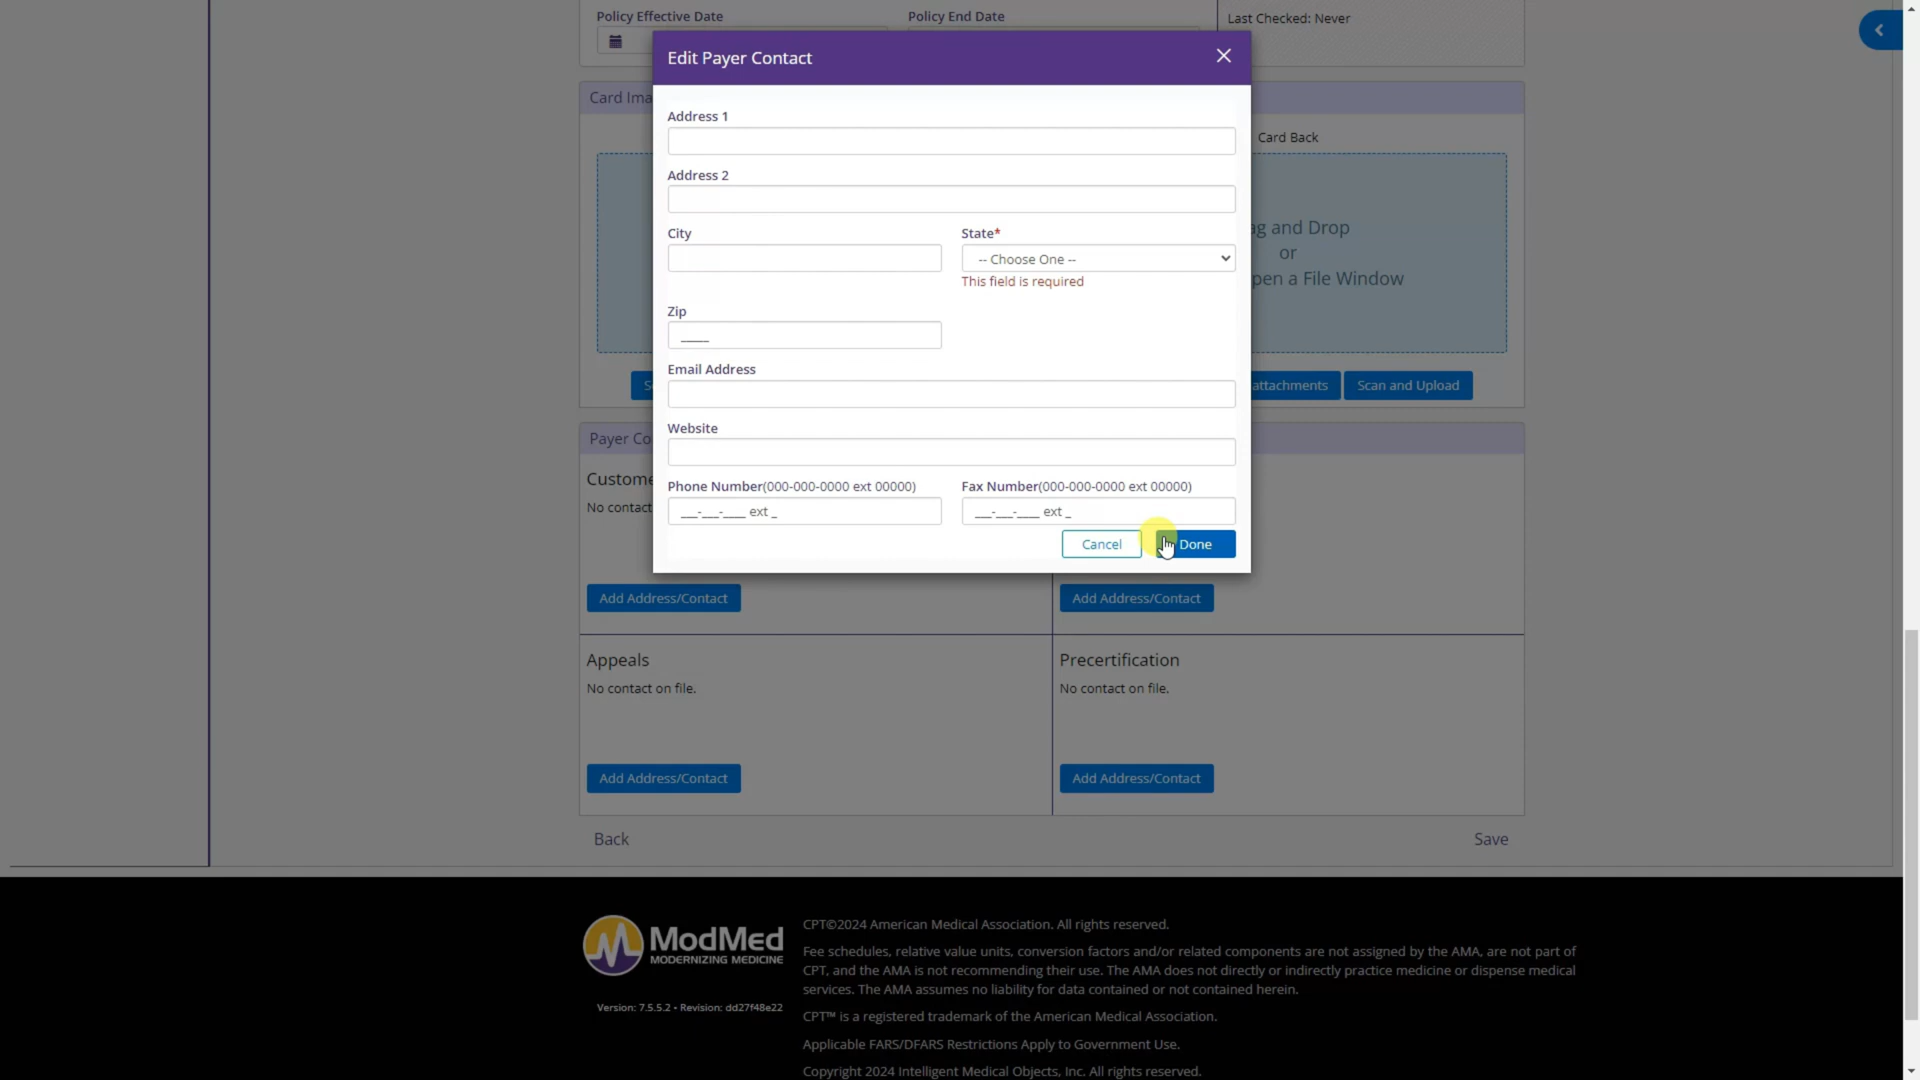 Policy Effective Date
Policy End Date
Last Checked: Never
Edit Payer Contact
Card Ima
Address 1
Card Back
Address 2
ag and Drop
or
pen a File Window
City
State*
-- Choose One --
This field is required
Zip
_____
Email Address
attachments
Scan and Upload
Website
Payer Co
Custome
No contact
Phone Number(000-000-0000 ext 00000)
Fax Number(000-000-0000 ext 00000)
___-___-____ ext _
___-___-____ ext _
Cancel
Done
Add Address/Contact
Add Address/Contact
Appeals
No contact on file.
Precertification
No contact on file.
Add Address/Contact
Add Address/Contact
Back
Save
ModMed
MODERNIZING MEDICINE
Version: 7.5.5.2 • Revision: dd27f48e22
CPT©2024 American Medical Association. All rights reserved.
Fee schedules, relative value units, conversion factors and/or related components are not assigned by the AMA, are not part of
CPT, and the AMA is not recommending their use. The AMA does not directly or indirectly practice medicine or dispense medical
services. The AMA assumes no liability for data contained or not contained herein.
CPT™ is a registered trademark of the American Medical Association.
Applicable FARS/DFARS Restrictions Apply to Government Use.
Copyright 2024 Intelligent Medical Objects, Inc. All rights reserved.